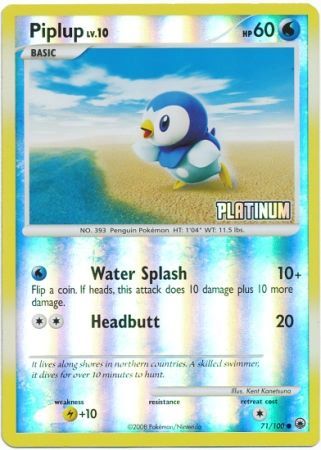 Piplup LV.10 HP 60
BASIC
PLATINUM
NO. 393 Penguin Pokémon HT: 1'04" WT: 11.5 lbs.
Water Splash 10+
Flip a coin. If heads, this attack does 10 damage plus 10 more
damage.
Headbutt 20
It lives along shores in northern countries. A skilled swimmer,
it dives for over 10 minutes to hunt.
Illus. Kent Kanetsuna
weakness resistance retreat cost
+10
©2008 Pokémon/Nintendo 71/100